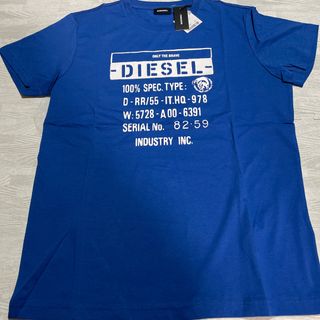 ONLY THE BRAVE
DIESEL
100% SPEC. TYPE:
D-RR/55-IT.HQ-978
W: 5728-A00-6391
SERIAL No. 82·59
INDUSTRY INC.